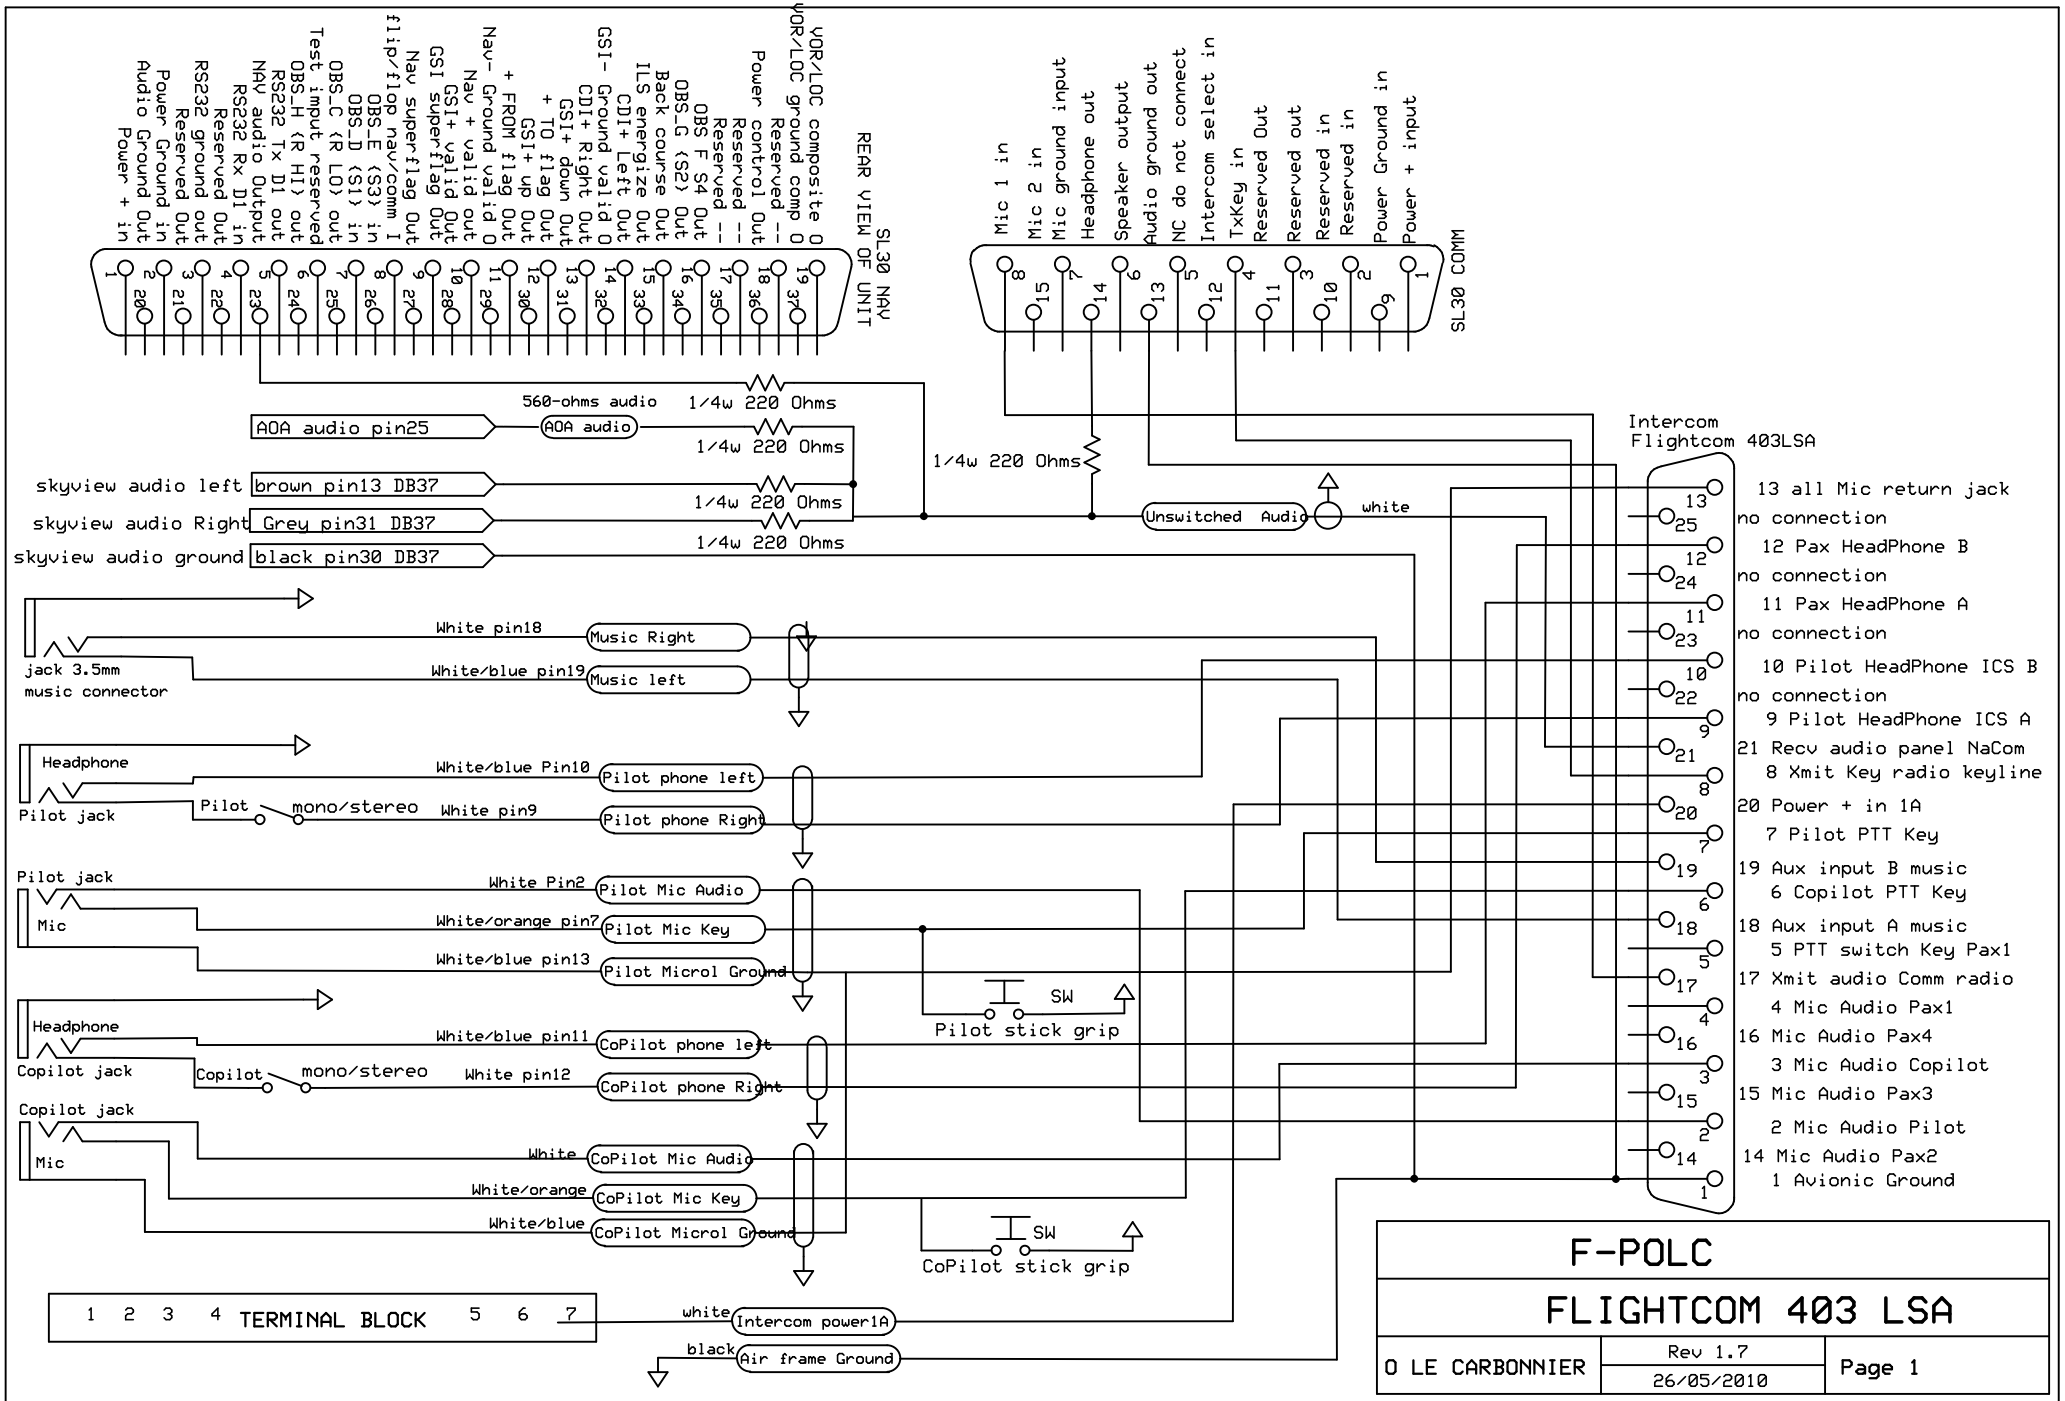 Power + in
Audio Ground Out
Power Ground in
Reserved Out
RS232 ground out
Reserved Out
RS232 Rx D1 in
NAV audio Output
RS232 Tx D1 out
OBS_H (R HI) out
Test imput reserved
OBS_C (R LO) out
OBS_D (S1) in
OBS_E (S3) in
flip/flop nav/comm I
Nav superflag Out
GSI superflag Out
GSI+ valid Out
Nav + valid out
Nav- Ground valid O
+ FROM flag Out
GSI+ up Out
+ TO flag Out
GSI+ down Out
CDI+ Right Out
GSI- Ground valid O
CDI+ Left Out
ILS energize Out
Back course Out
OBS_G (S2) Out
OBS F S4 Out
Reserved --
Reserved --
Power control Out
Reserved --
VOR/LOC ground comp O
VOR/LOC composite O
SL30 NAV
REAR VIEW OF UNIT
1 2 3 4 5 6 7 8 9 10 11 12 13 14 15 16 17 18 19
20 21 22 23 24 25 26 27 28 29 30 31 32 33 34 35 36 37
Mic 1 in
Mic 2 in
Mic ground input
Headphone out
Speaker output
Audio ground out
NC do not connect
Intercom select in
TxKey in
Reserved Out
Reserved out
Reserved in
Reserved in
Power Ground in
Power + input
SL30 COMM
8 7 6 5 4 3 2 1
15 14 13 12 11 10 9
560-ohms audio
1/4w 220 Ohms
AOA audio pin25
AOA audio
1/4w 220 Ohms
1/4w 220 Ohms
skyview audio left
brown pin13 DB37
1/4w 220 Ohms
skyview audio Right
Grey pin31 DB37
1/4w 220 Ohms
skyview audio ground
black pin30 DB37
Unswitched Audio
white
Intercom
Flightcom 403LSA
13
13 all Mic return jack
25
no connection
12
12 Pax HeadPhone B
24
no connection
11
11 Pax HeadPhone A
23
no connection
10
10 Pilot HeadPhone ICS B
22
no connection
9
9 Pilot HeadPhone ICS A
21
21 Recv audio panel NaCom
8
8 Xmit Key radio keyline
20
20 Power + in 1A
7
7 Pilot PTT Key
19
19 Aux input B music
6
6 Copilot PTT Key
18
18 Aux input A music
5
5 PTT switch Key Pax1
17
17 Xmit audio Comm radio
4
4 Mic Audio Pax1
16
16 Mic Audio Pax4
3
3 Mic Audio Copilot
15
15 Mic Audio Pax3
2
2 Mic Audio Pilot
14
14 Mic Audio Pax2
1
1 Avionic Ground
White pin18
Music Right
jack 3.5mm
music connector
White/blue pin19
Music left
Headphone
White/blue Pin10
Pilot phone left
Pilot jack
Pilot
mono/stereo
White pin9
Pilot phone Right
Pilot jack
Mic
White Pin2
Pilot Mic Audio
White/orange pin7
Pilot Mic Key
White/blue pin13
Pilot Microl Ground
SW
Pilot stick grip
Headphone
White/blue pin11
CoPilot phone left
Copilot jack
Copilot
mono/stereo
White pin12
CoPilot phone Right
Copilot jack
Mic
White
CoPilot Mic Audio
White/orange
CoPilot Mic Key
White/blue
CoPilot Microl Ground
SW
CoPilot stick grip
1 2 3 4 TERMINAL BLOCK 5 6 7
white
Intercom power1A
black
Air frame Ground
F-POLC
FLIGHTCOM 403 LSA
O LE CARBONNIER
Rev 1.7
26/05/2010
Page 1